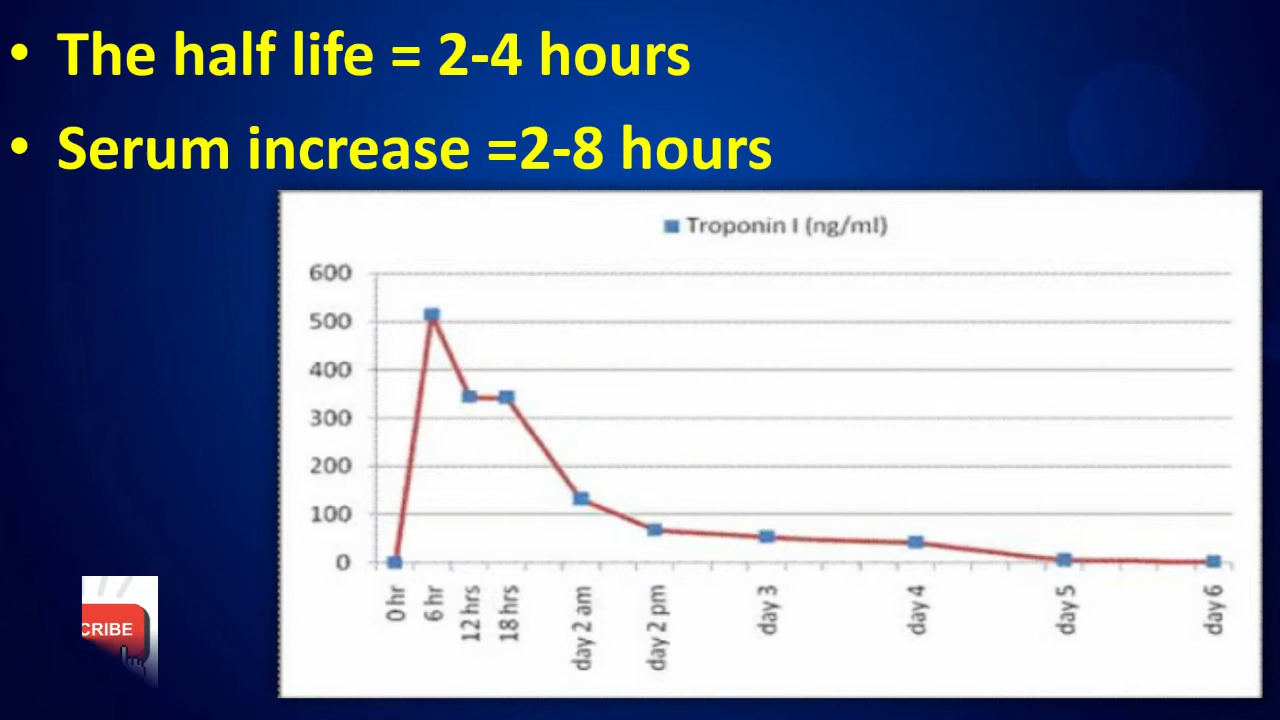 • The half life = 2-4 hours
• Serum increase =2-8 hours
Troponin I (ng/ml)
600
500
400
300
200
100
0
0 hr
6 hr
12 hrs
18 hrs
day 2 am
day 2 pm
day 3
day 4
day 5
day 6
CRIBE